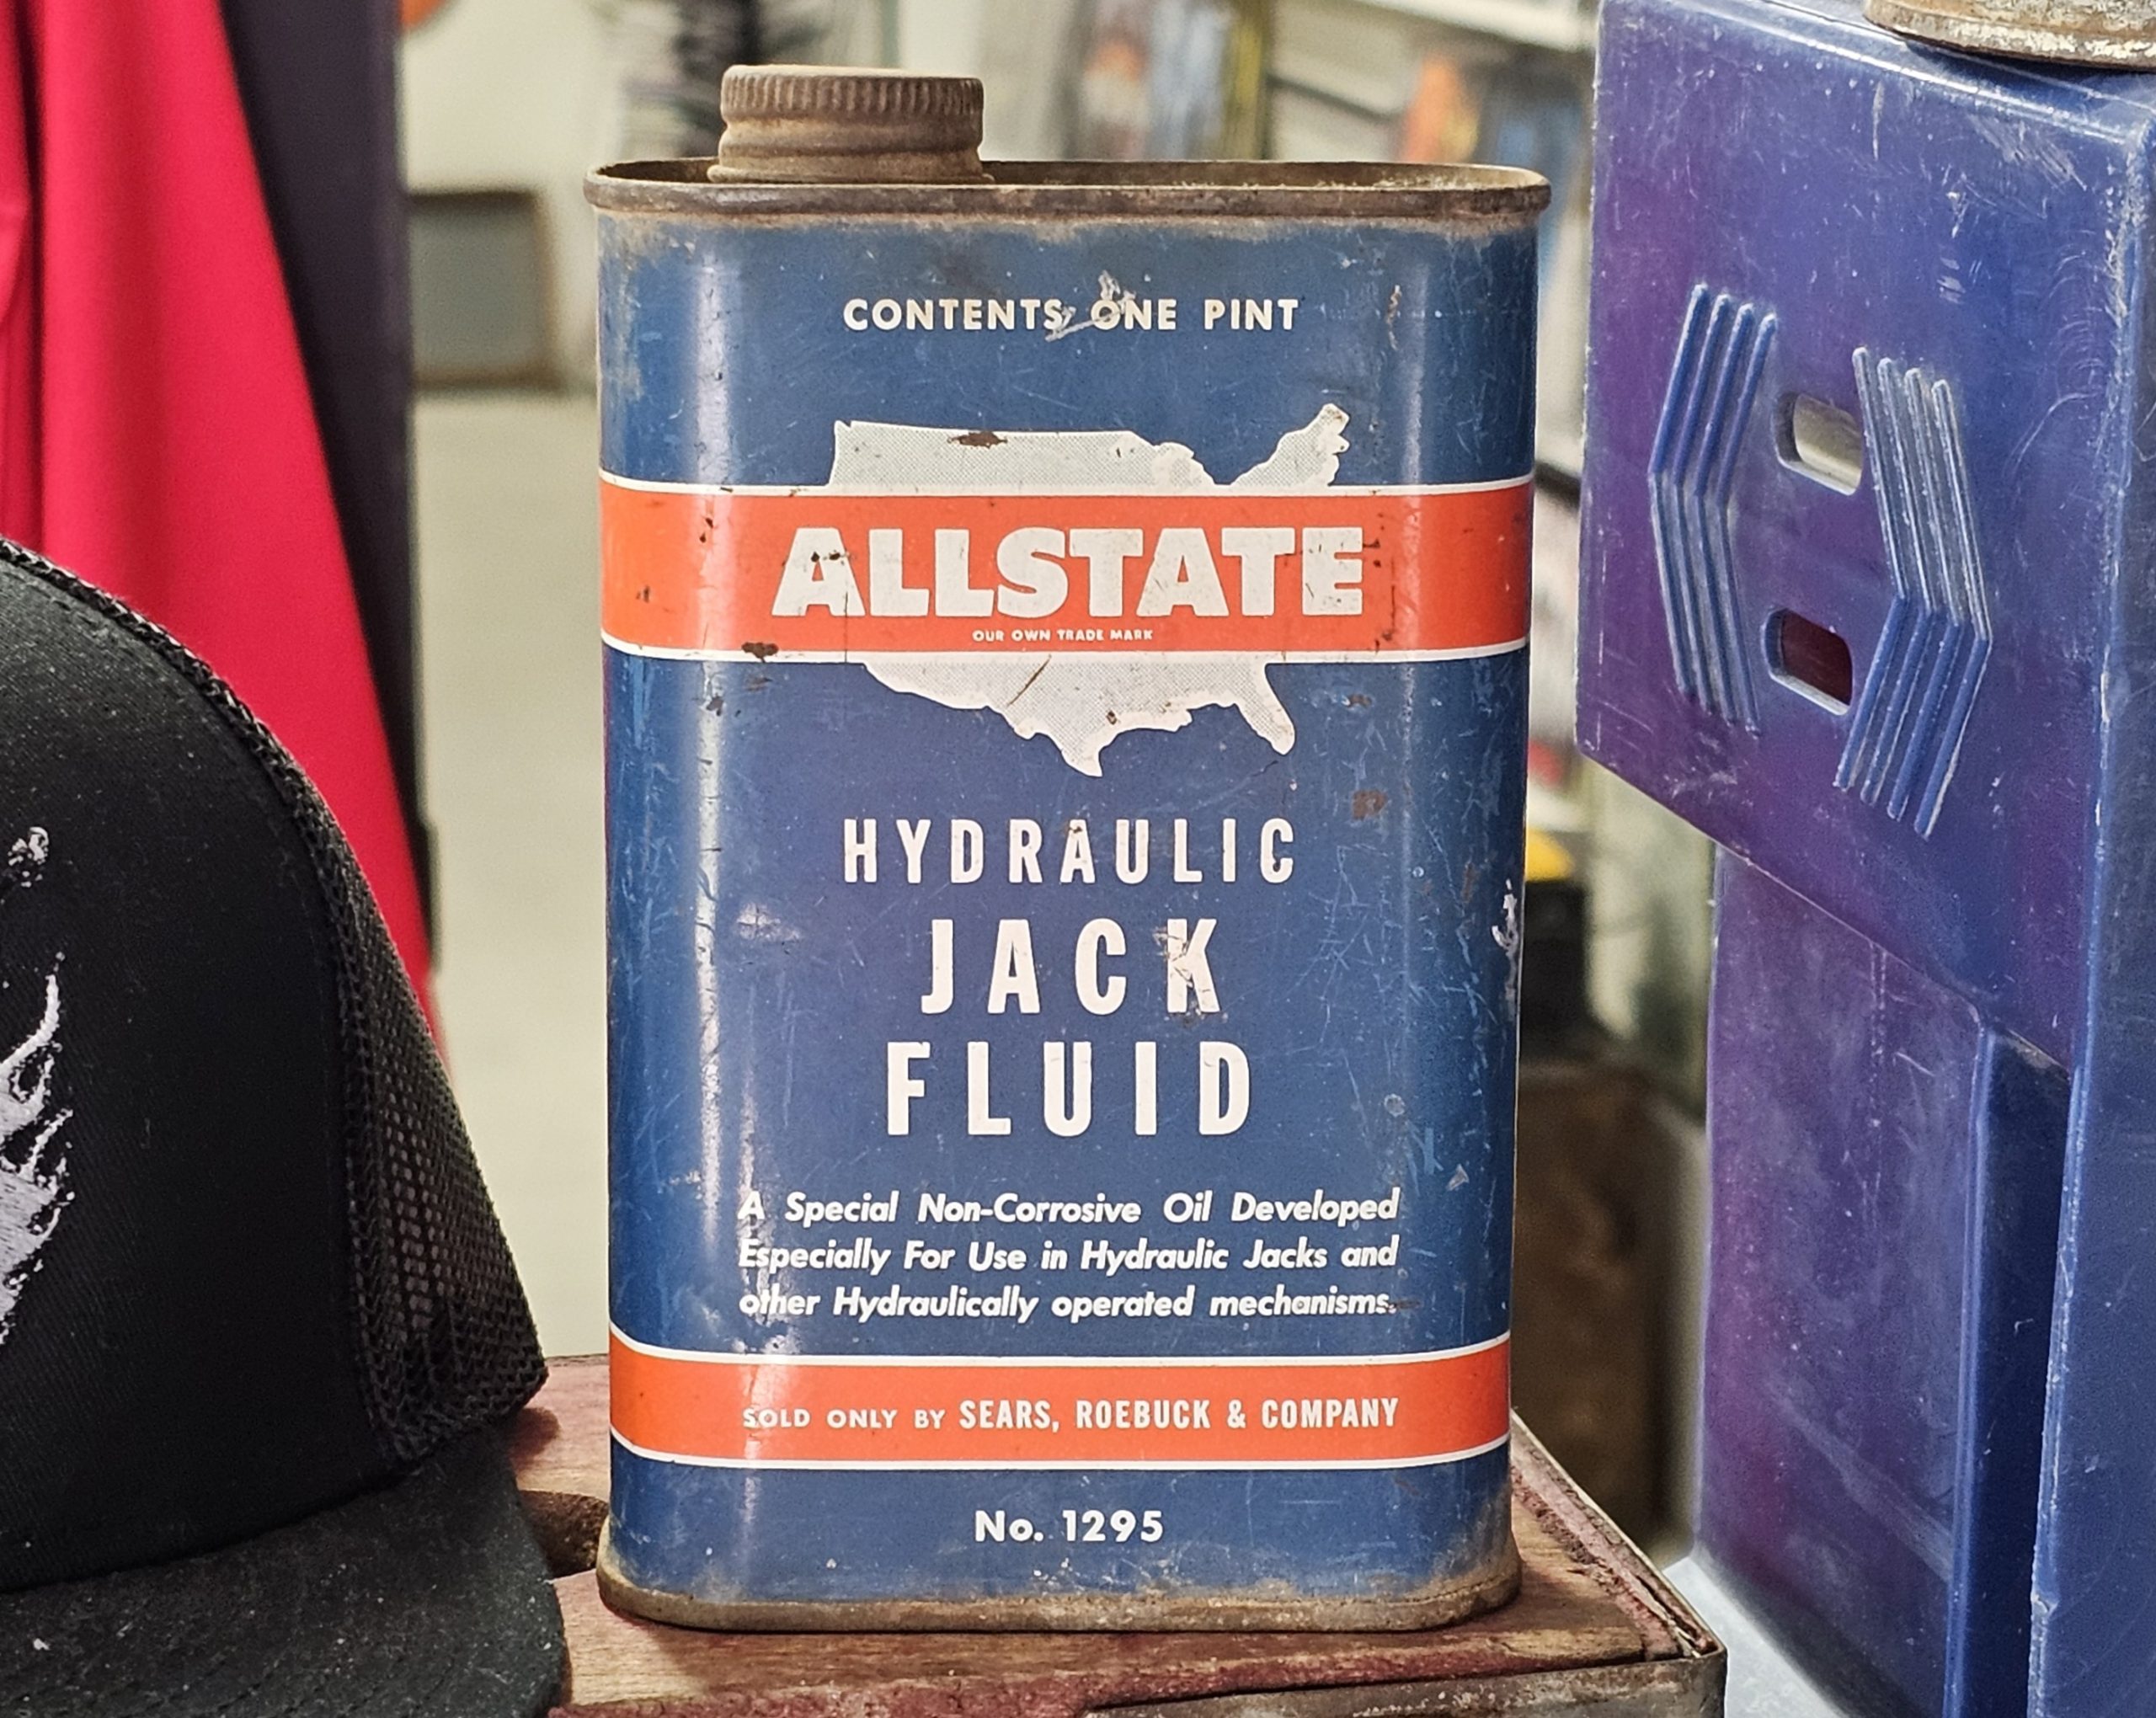 CONTENTS, ONE PINT
ALLSTATE
OUR OWN TRADE MARK
HYDRAULIC
JACK
FLUID
A Special Non-Corrosive Oil Developed
Especially For Use in Hydraulic Jacks and
other Hydraulically operated mechanisms.
SOLD ONLY BY SEARS, ROEBUCK & COMPANY
No. 1295